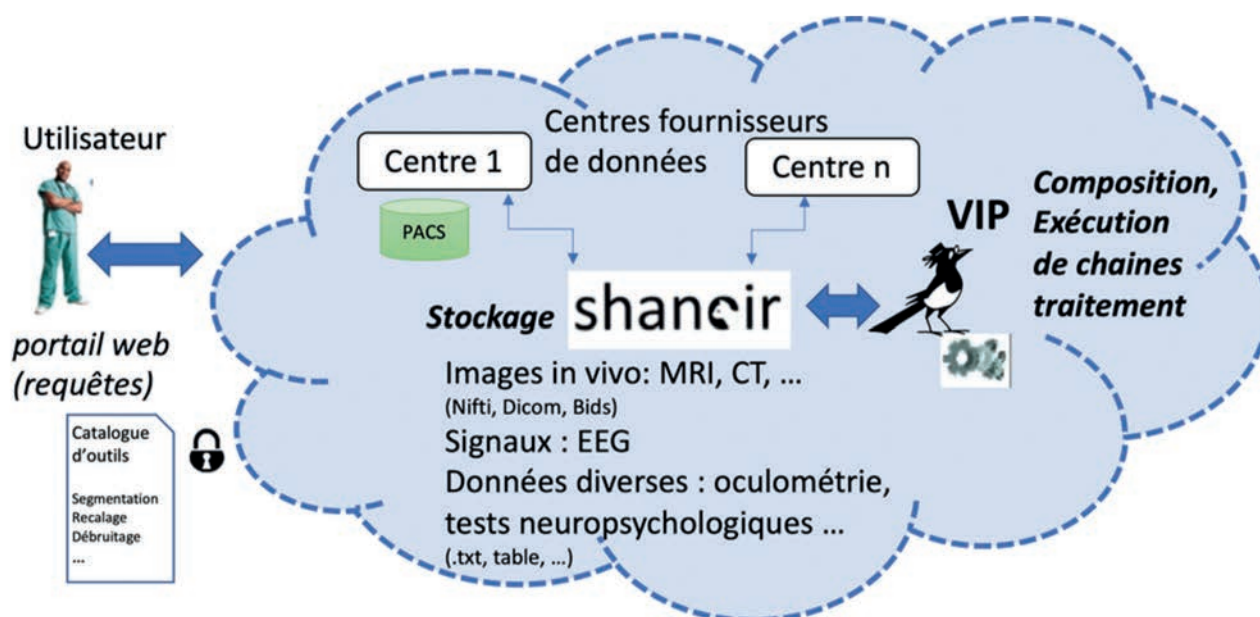 Utilisateur
portail web
(requêtes)
Catalogue
d'outils
Segmentation
Recalage
Débruitage
...
Centres fournisseurs
de données
Centre 1
Centre n
PACS
Stockage
shanoir
VIP
Composition,
Exécution
de chaines
traitement
Images in vivo: MRI, CT, ...
(Nifti, Dicom, Bids)
Signaux : EEG
Données diverses : oculométrie,
tests neuropsychologiques ...
(.txt, table, ...)